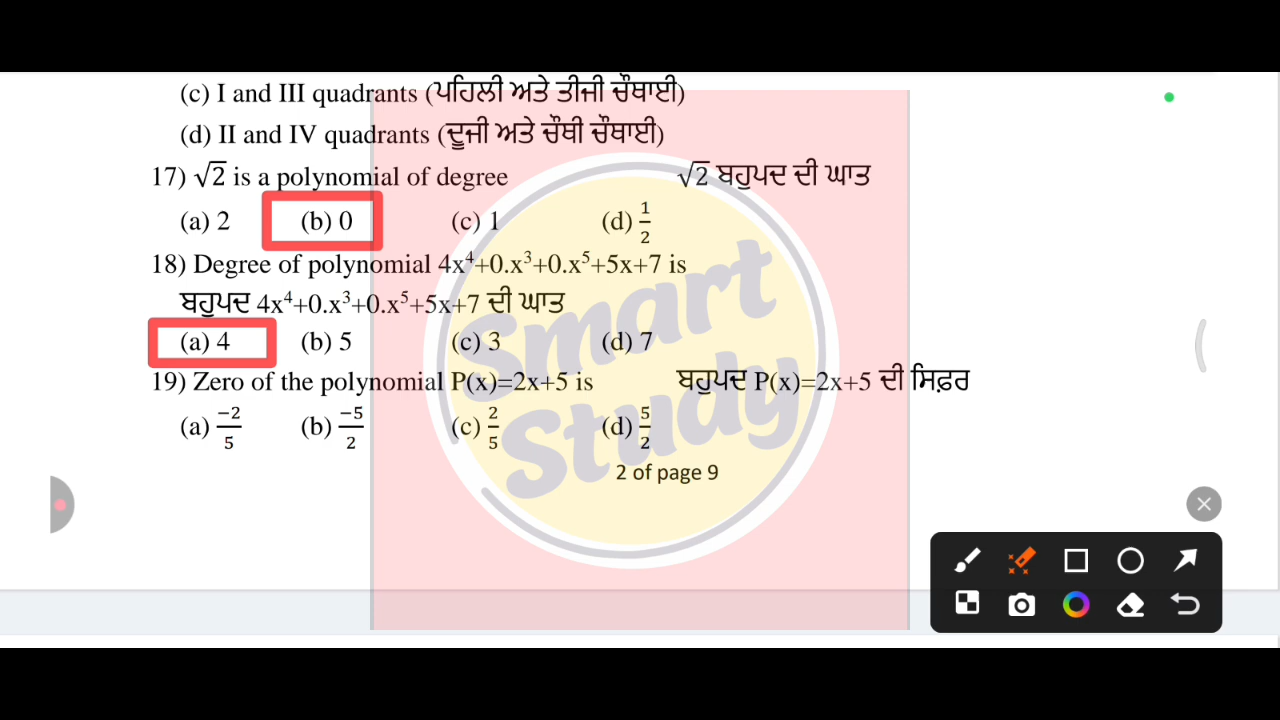 (c) I and III quadrants (ਪਹਿਲੀ ਅਤੇ ਤੀਜੀ ਚੌਥਾਈ)
(d) II and IV quadrants (ਦੂਜੀ ਅਤੇ ਚੌਥੀ ਚੌਥਾਈ)
17) √2 is a polynomial of degree √2 ਬਹੁਪਦ ਦੀ ਘਾਤ
(a) 2 (b) 0 (c) 1 (d) 1/2
18) Degree of polynomial 4x⁴+0.x³+0.x⁵+5x+7 is
ਬਹੁਪਦ 4x⁴+0.x³+0.x⁵+5x+7 ਦੀ ਘਾਤ
(a) 4 (b) 5 (c) 3 (d) 7
19) Zero of the polynomial P(x)=2x+5 is ਬਹੁਪਦ P(x)=2x+5 ਦੀ ਸਿਫ਼ਰ
(a) −2/5 (b) −5/2 (c) 2/5 (d) 5/2
2 of page 9
Smart
Study